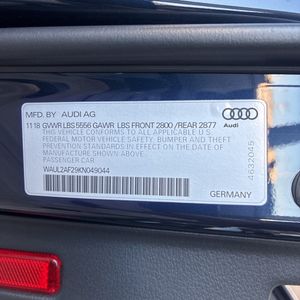 MFD BY AUDI AG
11 18 GVWR LBS 5556 GAWR LBS FRONT 2800 /REAR 2877
THIS VEHICLE CONFORMS TO ALL APPLICABLE U.S.
FEDERAL MOTOR VEHICLE SAFETY, BUMPER AND
THEFT PREVENTION STANDARDS IN EFFECT ON THE
DATE OF MANUFACTURE SHOWN ABOVE.
PASSENGER CAR
WAUL2AF29KN049044
GERMANY
Audi
4632045